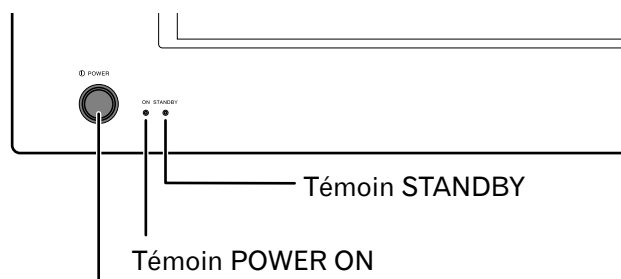 POWER
ON STANDBY
Témoin STANDBY
Témoin POWER ON